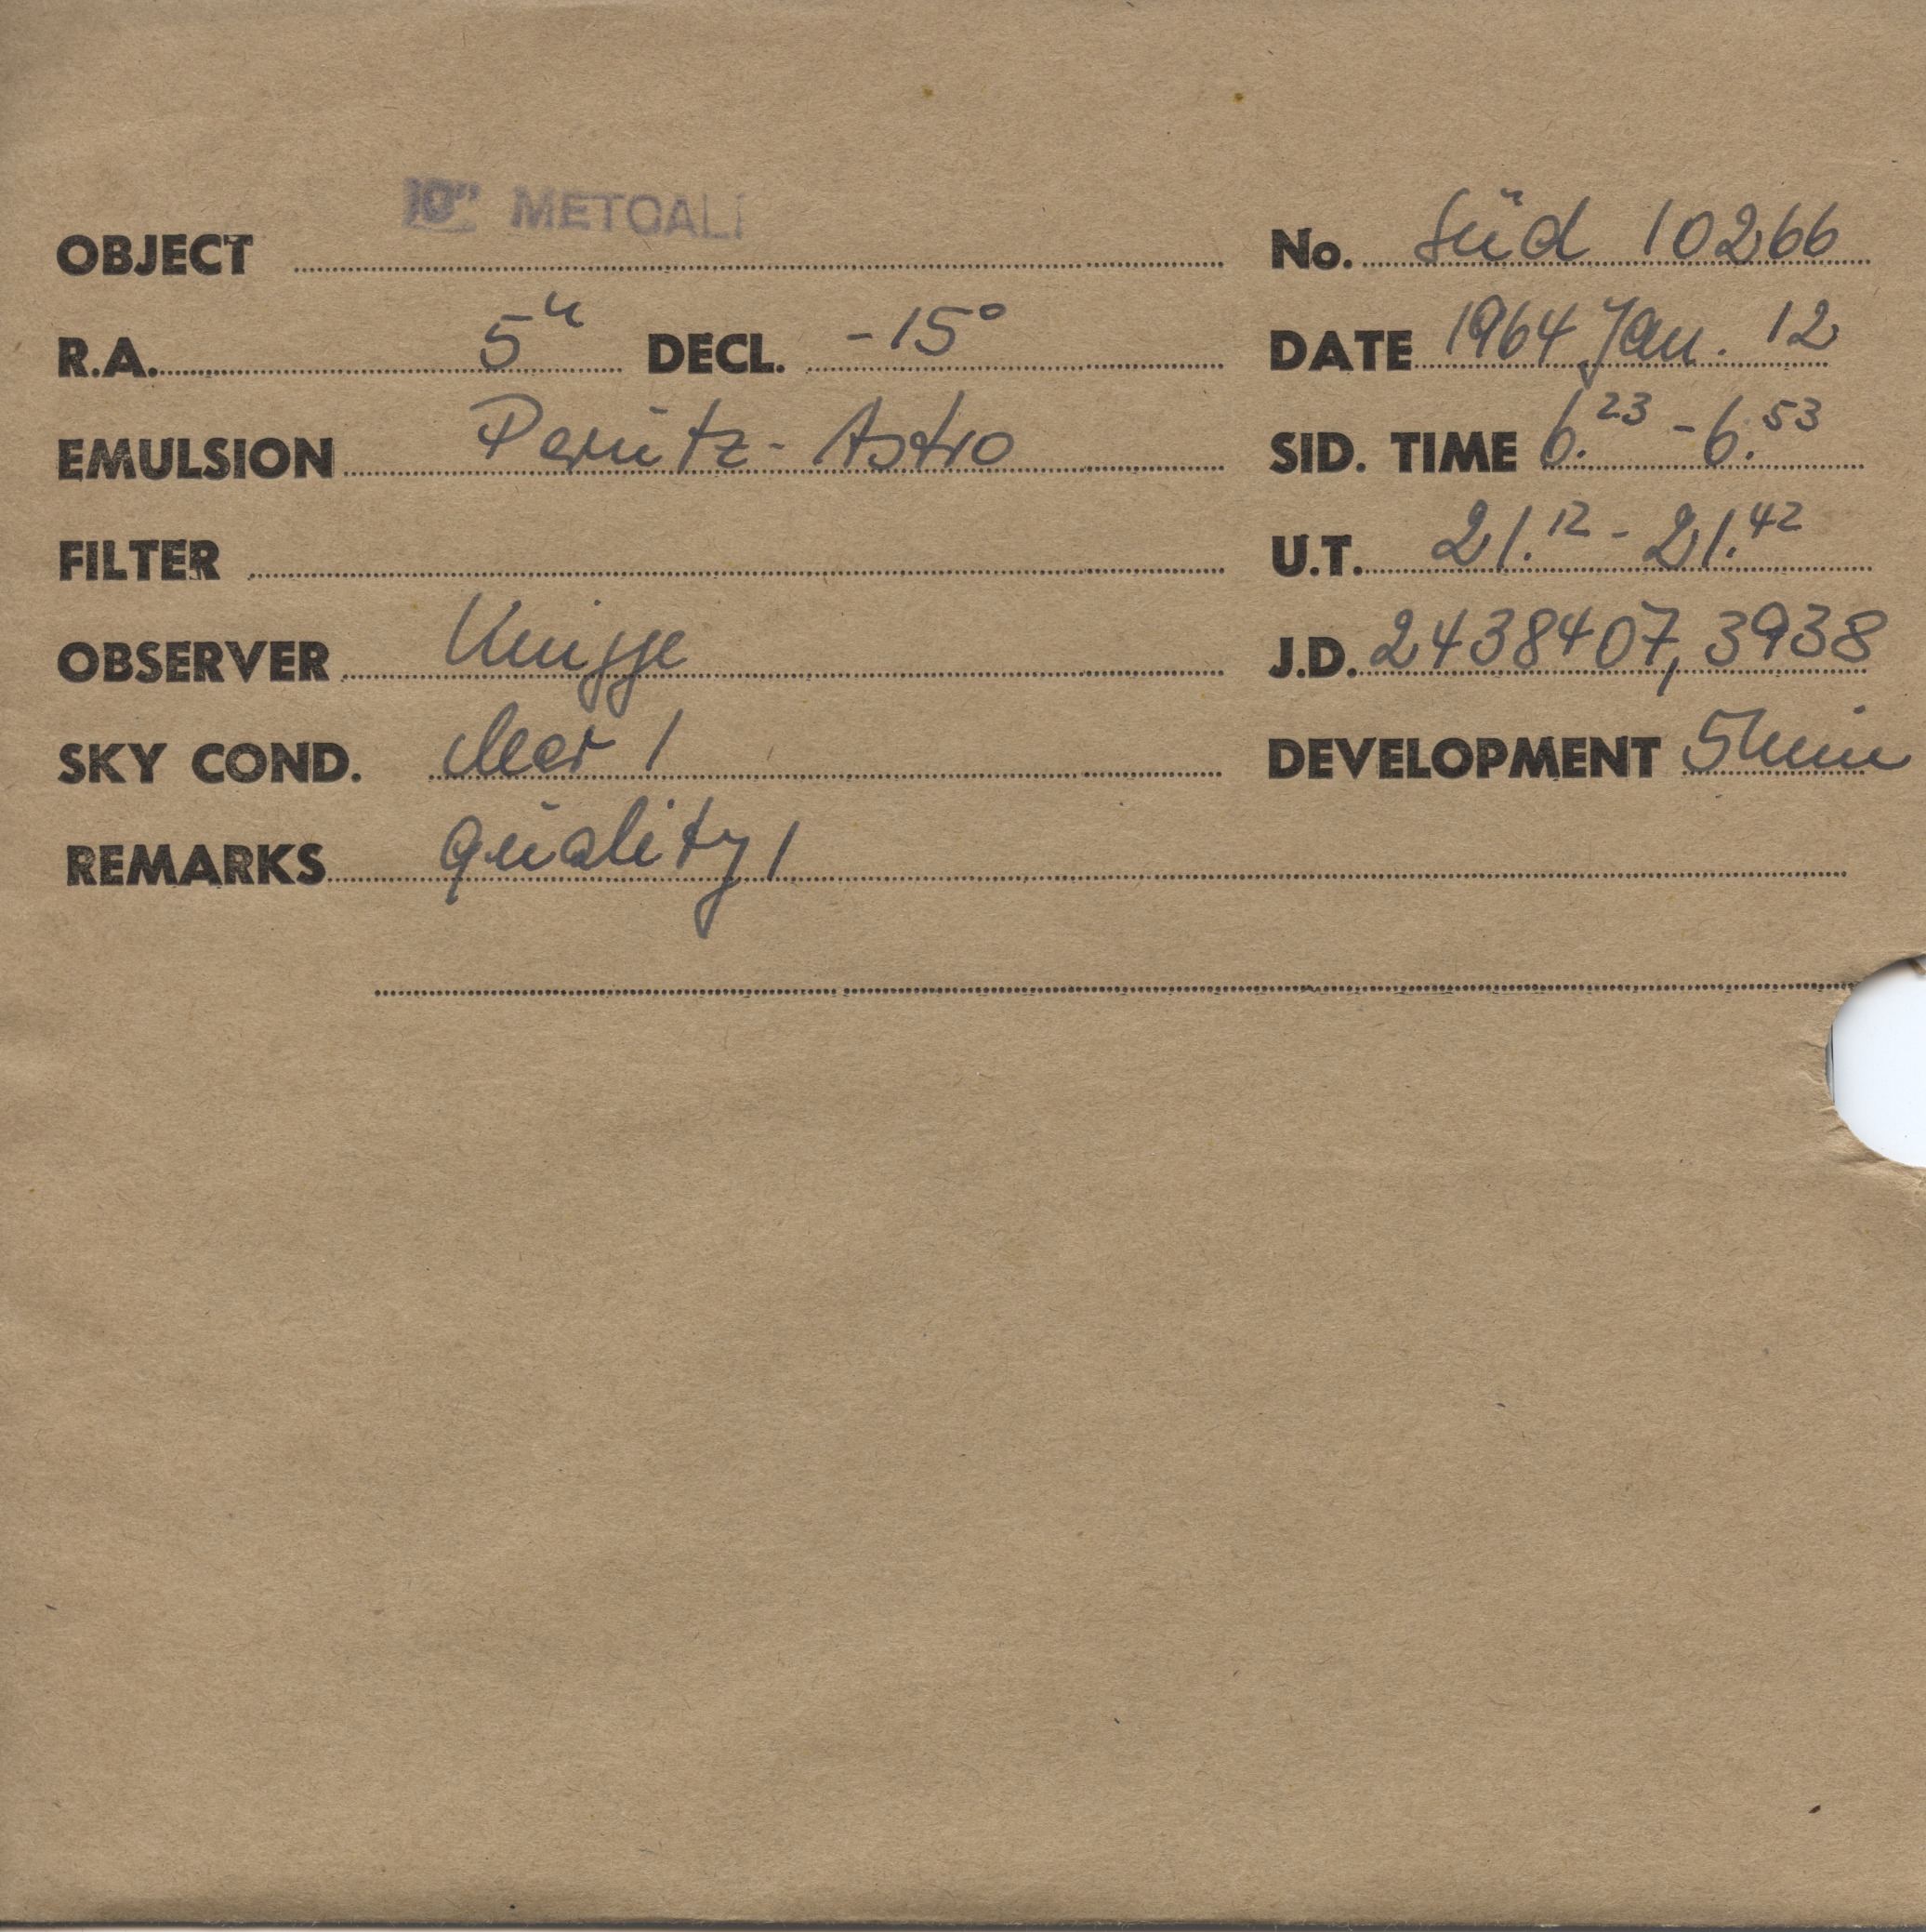 10" METCALF
OBJECT No. Süd 10266
R.A. 5h DECL. -15° DATE 1964 Jan. 12
EMULSION Perutz-Astro SID. TIME 6.23 - 6.53
FILTER U.T. 21.12 - 21.42
OBSERVER Knigge J.D. 2438407,3938
SKY COND. clear 1 DEVELOPMENT 5 min
REMARKS quality 1